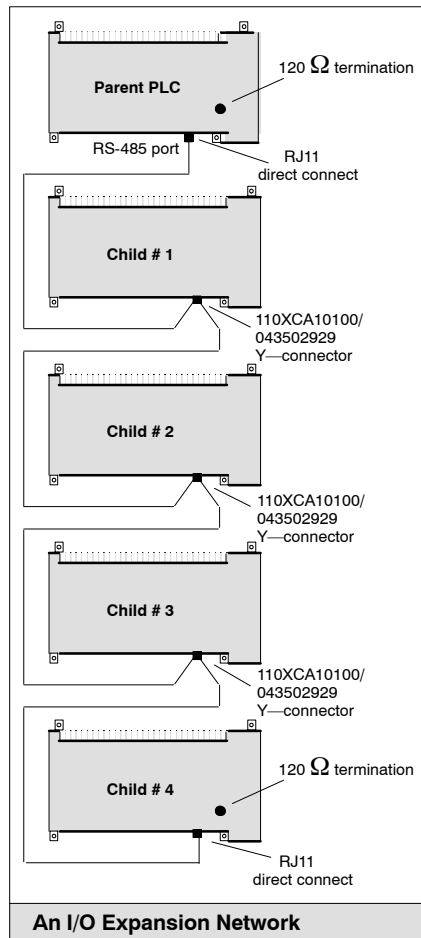 120 Ω termination
Parent PLC
RS-485 port
RJ11
direct connect
Child # 1
110XCA10100/
043502929
Y—connector
Child # 2
110XCA10100/
043502929
Y—connector
Child # 3
110XCA10100/
043502929
Y—connector
120 Ω termination
Child # 4
RJ11
direct connect
An I/O Expansion Network